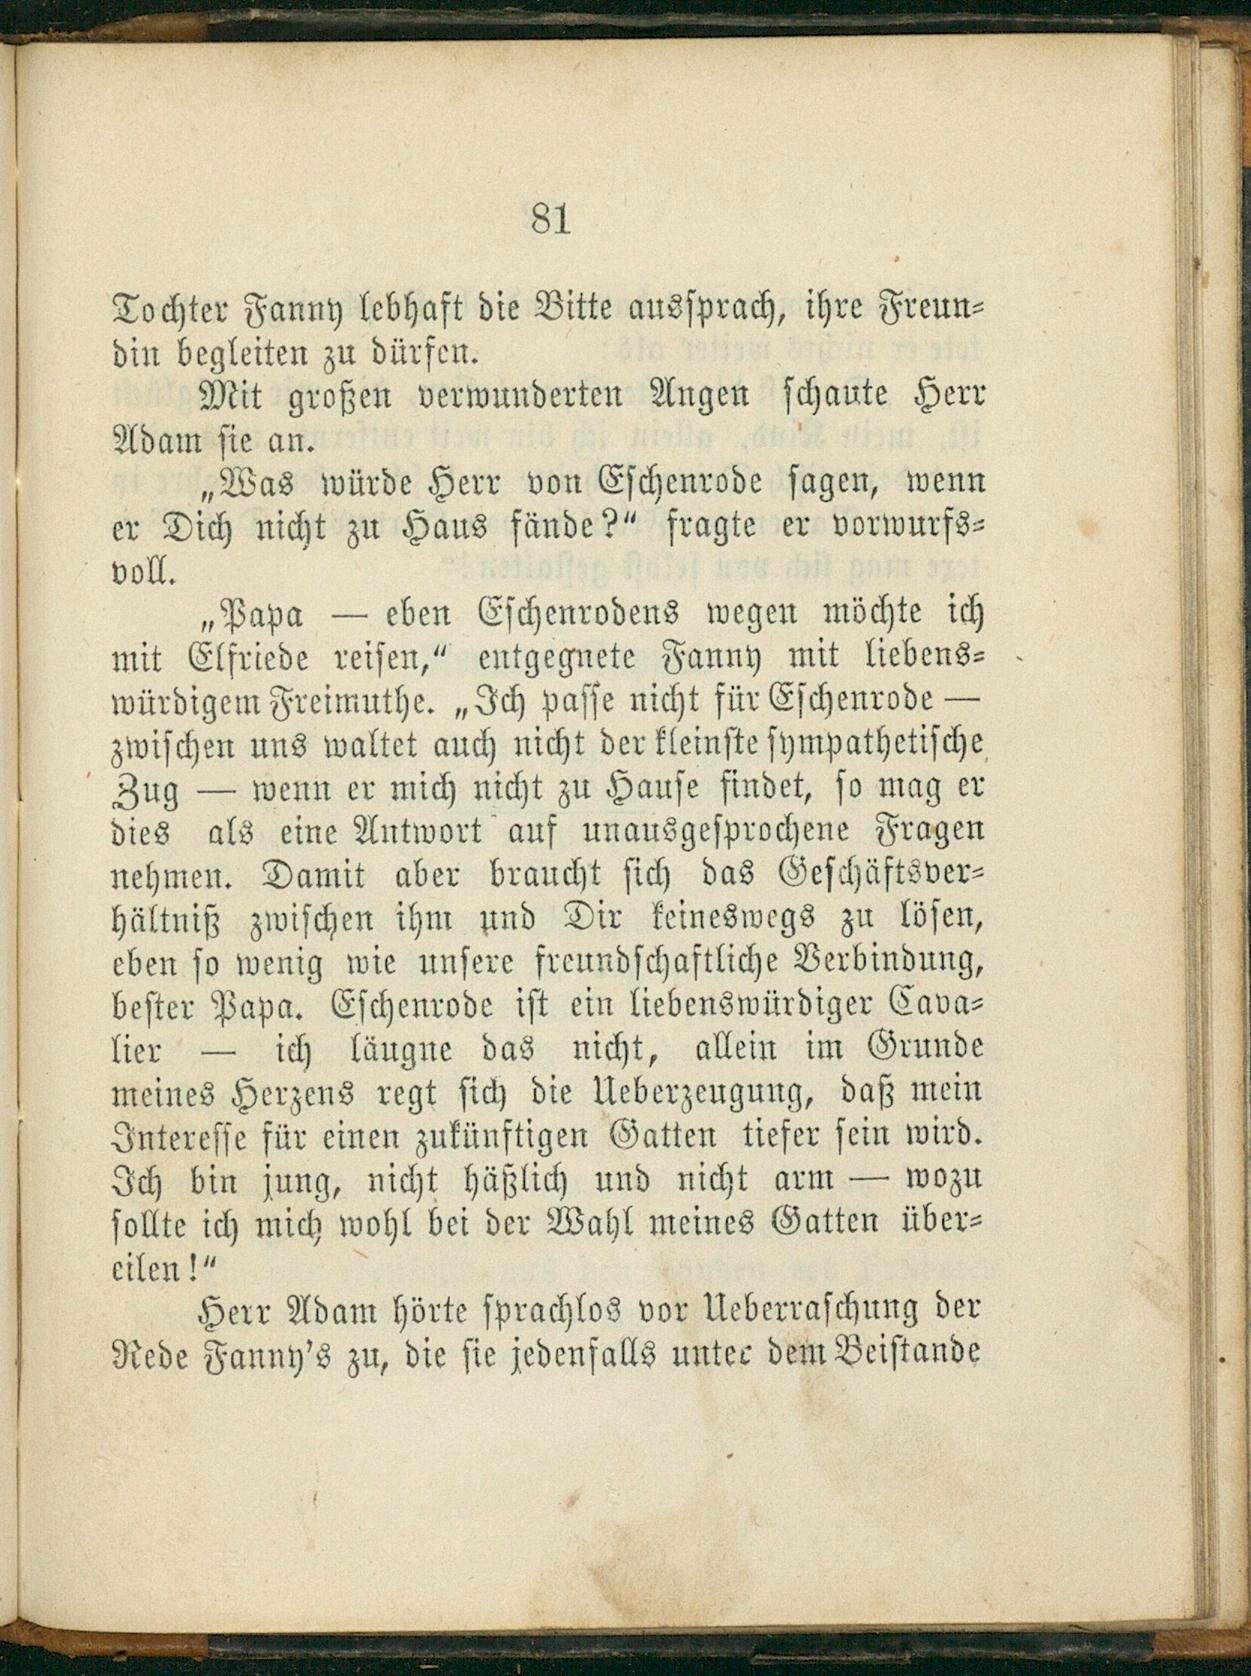 81
Tochter Fanny lebhaft die Bitte aussprach, ihre Freun-
din begleiten zu dürfen.
Mit großen verwunderten Augen schaute Herr
Adam sie an.
„Was würde Herr von Eschenrode sagen, wenn
er Dich nicht zu Haus fände?“ fragte er vorwurfs-
voll.
„Papa — eben Eschenrodens wegen möchte ich
mit Elfriede reisen,“ entgegnete Fanny mit liebens-
würdigem Freimuthe. „Ich passe nicht für Eschenrode —
zwischen uns waltet auch nicht der kleinste sympathetische
Zug — wenn er mich nicht zu Hause findet, so mag er
dies als eine Antwort auf unausgesprochene Fragen
nehmen. Damit aber braucht sich das Geschäftsver-
hältniß zwischen ihm und Dir keineswegs zu lösen,
eben so wenig wie unsere freundschaftliche Verbindung,
bester Papa. Eschenrode ist ein liebenswürdiger Cava-
lier — ich läugne das nicht, allein im Grunde
meines Herzens regt sich die Ueberzeugung, daß mein
Interesse für einen zukünftigen Gatten tiefer sein wird.
Ich bin jung, nicht häßlich und nicht arm — wozu
sollte ich mich wohl bei der Wahl meines Gatten über-
eilen!“
Herr Adam hörte sprachlos vor Ueberraschung der
Rede Fanny's zu, die sie jedenfalls unter dem Beistande